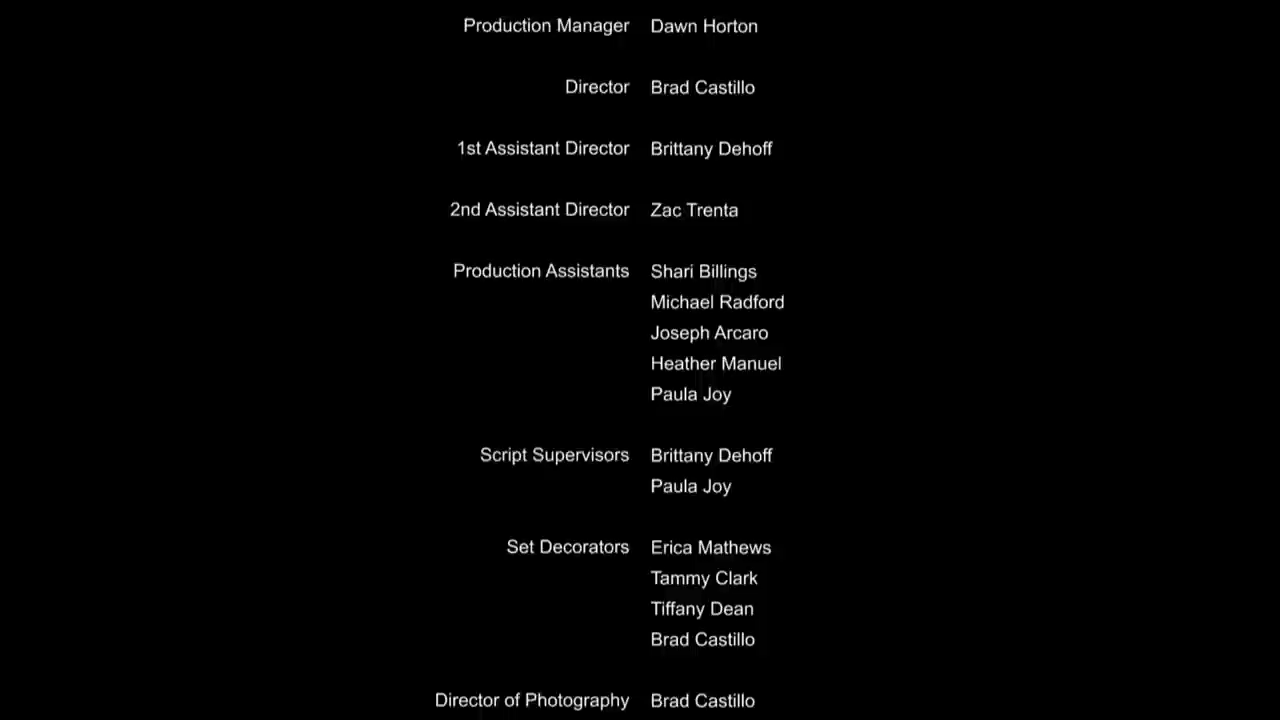 Production Manager Dawn Horton
Director Brad Castillo
1st Assistant Director Brittany Dehoff
2nd Assistant Director Zac Trenta
Production Assistants Shari Billings
Michael Radford
Joseph Arcaro
Heather Manuel
Paula Joy
Script Supervisors Brittany Dehoff
Paula Joy
Set Decorators Erica Mathews
Tammy Clark
Tiffany Dean
Brad Castillo
Director of Photography Brad Castillo